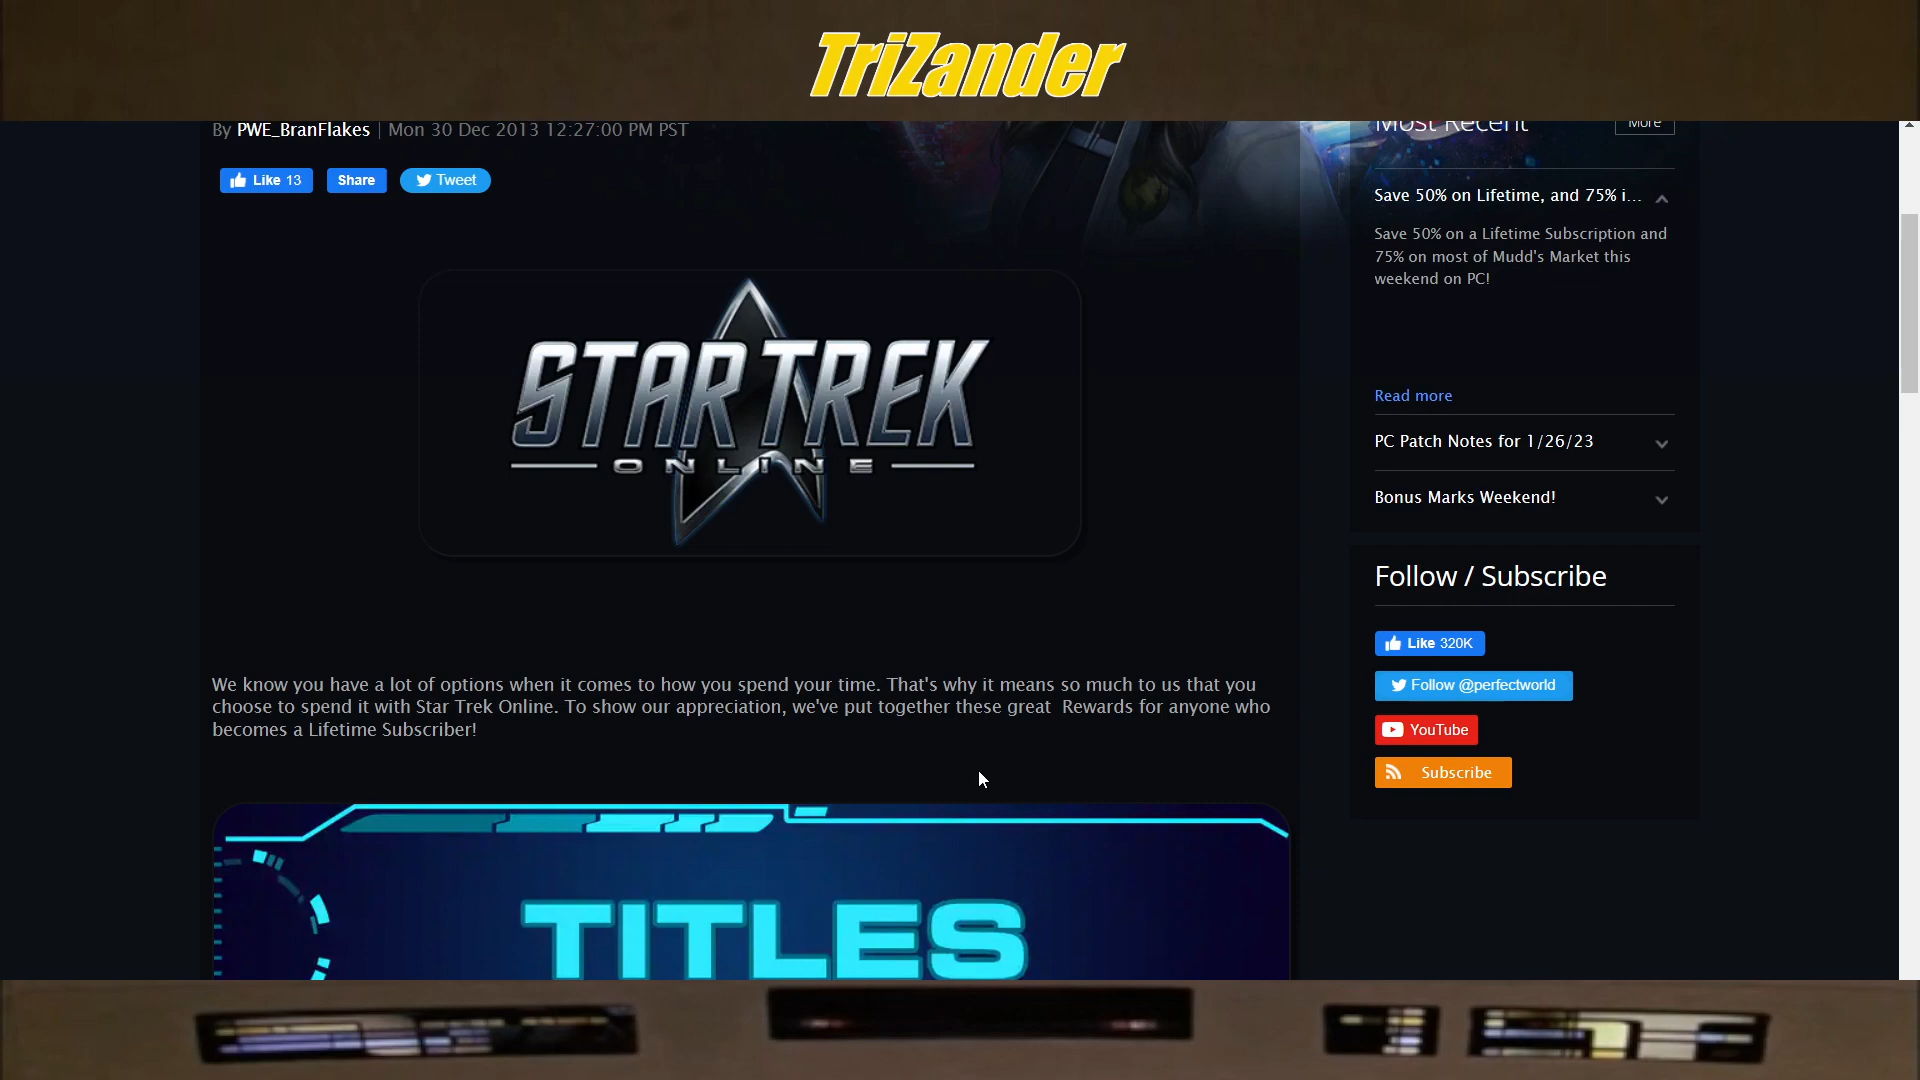 TriZander
By PWE_BranFlakes | Mon 30 Dec 2013 12:27:00 PM PST
Like 13 Share Tweet
STAR TREK
ONLINE
We know you have a lot of options when it comes to how you spend your time. That's why it means so much to us that you
choose to spend it with Star Trek Online. To show our appreciation, we've put together these great Rewards for anyone who
becomes a Lifetime Subscriber!
TITLES
Most Recent
More
Save 50% on Lifetime, and 75% i...
Save 50% on a Lifetime Subscription and
75% on most of Mudd's Market this
weekend on PC!
Read more
PC Patch Notes for 1/26/23
Bonus Marks Weekend!
Follow / Subscribe
Like 320K
Follow @perfectworld
YouTube
Subscribe